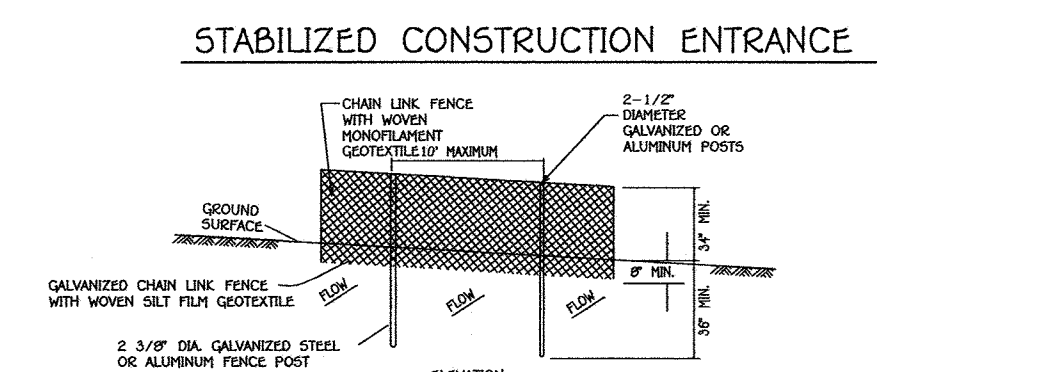 STABILIZED CONSTRUCTION ENTRANCE
CHAIN LINK FENCE
WITH WOVEN
MONOFILAMENT
GEOTEXTILE
10' MAXIMUM
2-1/2"
DIAMETER
GALVANIZED OR
ALUMINUM POSTS
GROUND
SURFACE
34" MIN.
8" MIN.
36" MIN.
GALVANIZED CHAIN LINK FENCE
WITH WOVEN SILT FILM GEOTEXTILE
FLOW
FLOW
FLOW
2 3/8" DIA. GALVANIZED STEEL
OR ALUMINUM FENCE POST